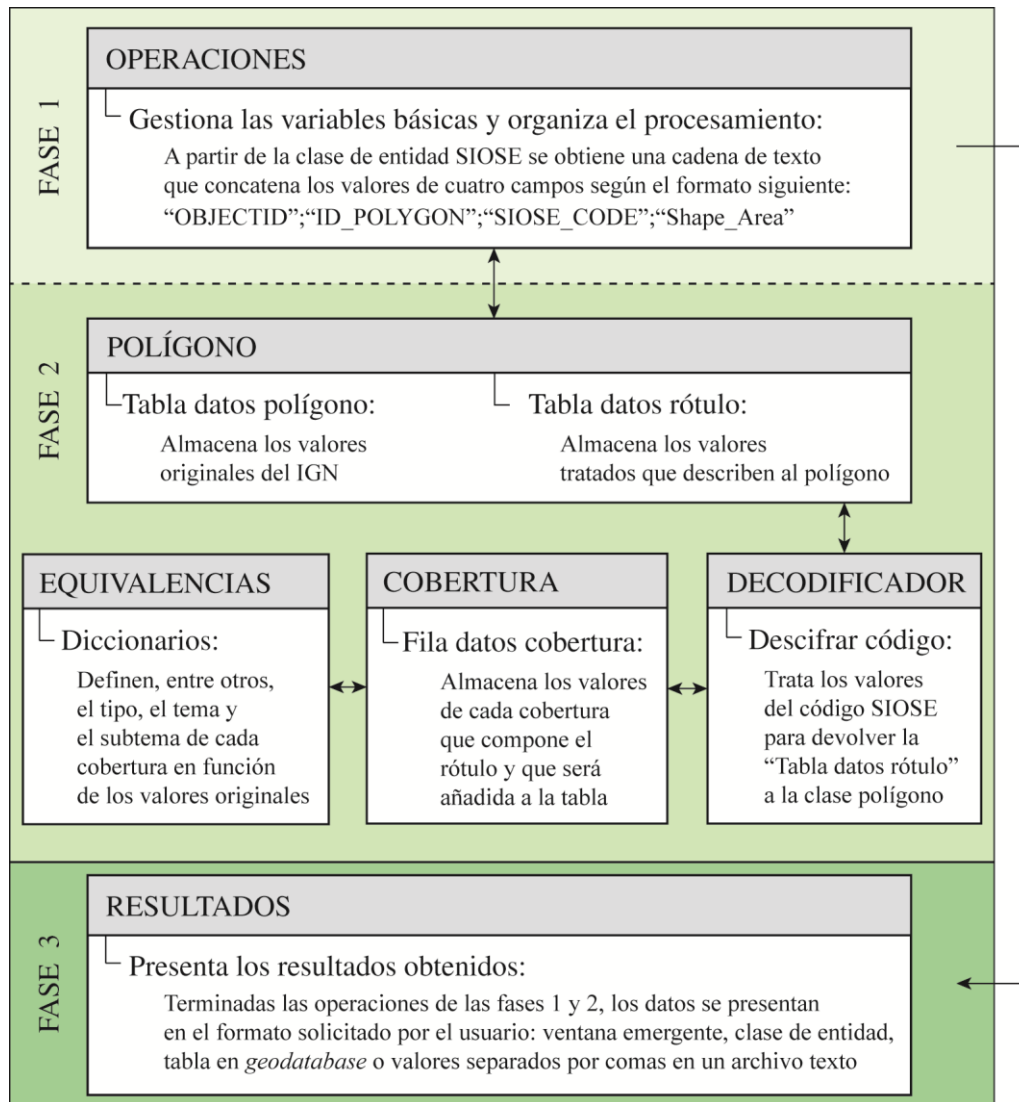 FASE 1
OPERACIONES
Gestiona las variables básicas y organiza el procesamiento:
A partir de la clase de entidad SIOSE se obtiene una cadena de texto
que concatena los valores de cuatro campos según el formato siguiente:
“OBJECTID”;“ID_POLYGON”;“SIOSE_CODE”;“Shape_Area”
FASE 2
POLÍGONO
Tabla datos polígono:
Almacena los valores
originales del IGN
Tabla datos rótulo:
Almacena los valores
tratados que describen al polígono
EQUIVALENCIAS
Diccionarios:
Definen, entre otros,
el tipo, el tema y
el subtema de cada
cobertura en función
de los valores originales
COBERTURA
Fila datos cobertura:
Almacena los valores
de cada cobertura
que compone el
rótulo y que será
añadida a la tabla
DECODIFICADOR
Descifrar código:
Trata los valores
del código SIOSE
para devolver la
“Tabla datos rótulo”
a la clase polígono
FASE 3
RESULTADOS
Presenta los resultados obtenidos:
Terminadas las operaciones de las fases 1 y 2, los datos se presentan
en el formato solicitado por el usuario: ventana emergente, clase de entidad,
tabla en geodatabase o valores separados por comas en un archivo texto